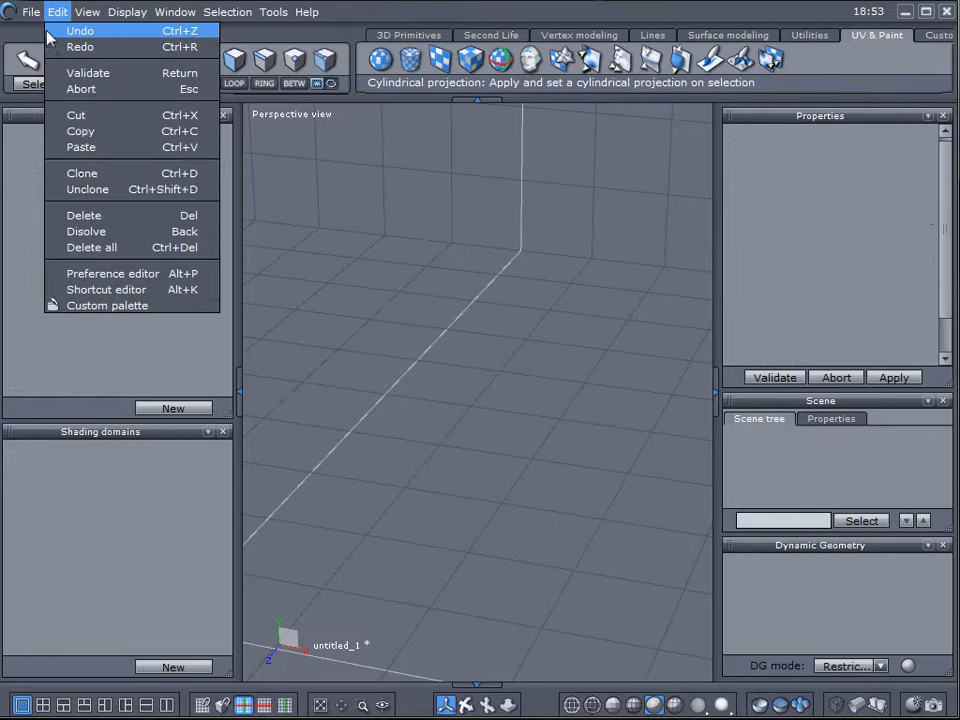 File Edit View Display Window Selection Tools Help 18:53
Undo Ctrl+Z
Redo Ctrl+R
Validate Return
Abort Esc
Cut Ctrl+X
Copy Ctrl+C
Paste Ctrl+V
Clone Ctrl+D
Unclone Ctrl+Shift+D
Delete Del
Disolve Back
Delete all Ctrl+Del
Preference editor Alt+P
Shortcut editor Alt+K
Custom palette
3D Primitives Second Life Vertex modeling Lines Surface modeling Utilities UV & Paint Custo
LOOP RING BETW
Cylindrical projection: Apply and set a cylindrical projection on selection
Perspective view
untitled_1 *
New
Shading domains
New
Properties
Validate Abort Apply
Scene
Scene tree Properties
Select
Dynamic Geometry
DG mode: Restric...